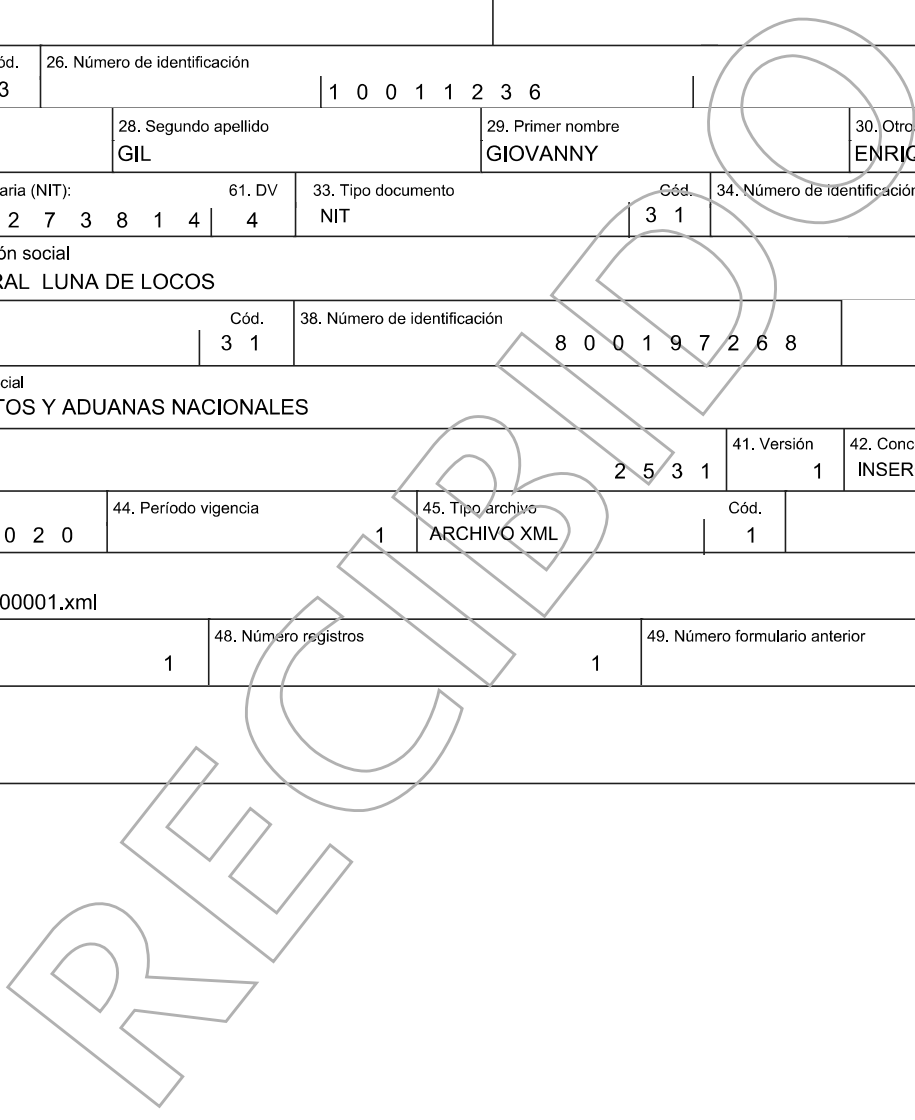 ód. 26. Número de identificación
3 1 0 0 1 1 2 3 6
28. Segundo apellido 29. Primer nombre 30. Otro
GIL GIOVANNY ENRIQ
aria (NIT): 61. DV 33. Tipo documento Cód. 34. Número de identificación
2 7 3 8 1 4 4 NIT 3 1
ón social
RAL LUNA DE LOCOS
Cód. 38. Número de identificación
3 1 8 0 0 1 9 7 2 6 8
cial
TOS Y ADUANAS NACIONALES
41. Versión 42. Conc
2 5 3 1 1 INSER
44. Período vigencia 45. Tipo archivo Cód.
0 2 0 1 ARCHIVO XML 1
00001.xml
48. Número registros 49. Número formulario anterior
1 1
RECIBIDO